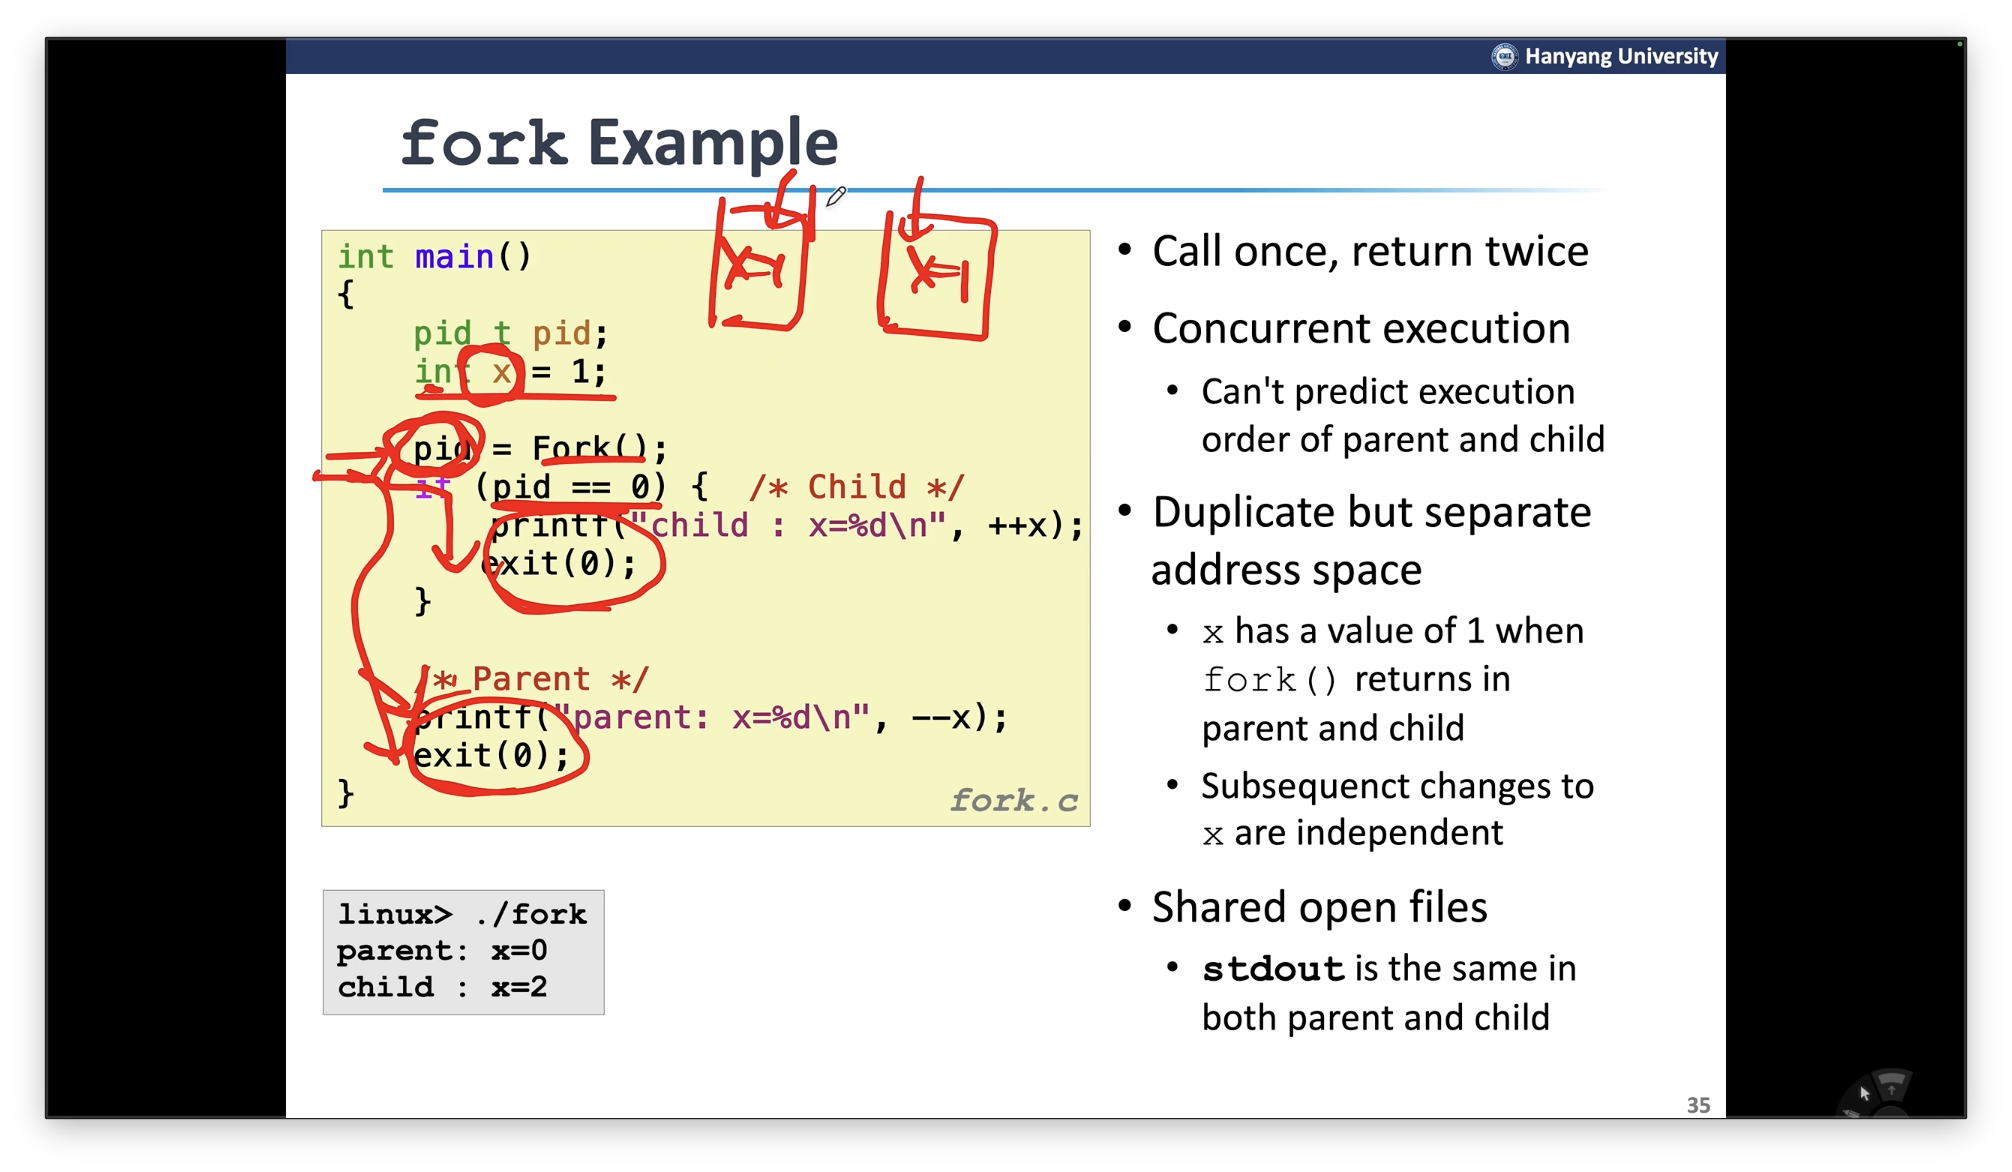 Hanyang University
fork Example
int main()
{
pid_t pid;
int x = 1;
pid = Fork();
if (pid == 0) {  /* Child */
printf("child : x=%d\n", ++x);
exit(0);
}
/* Parent */
printf("parent: x=%d\n", --x);
exit(0);
}
fork.c
x=1
x=1
linux> ./fork
parent: x=0
child : x=2
• Call once, return twice
• Concurrent execution
• Can't predict execution
order of parent and child
• Duplicate but separate
address space
• x has a value of 1 when
fork() returns in
parent and child
• Subsequenct changes to
x are independent
• Shared open files
• stdout is the same in
both parent and child
35